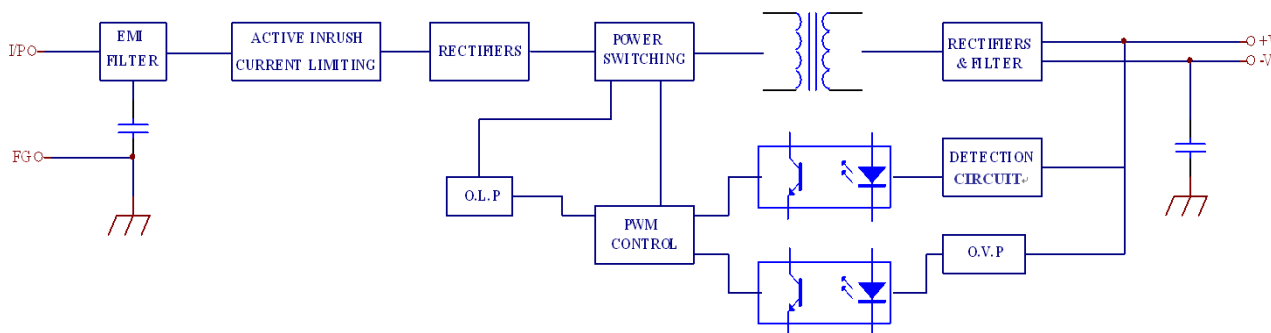 I/P
EMI
FILTER
ACTIVE INRUSH
CURRENT LIMITING
RECTIFIERS
POWER
SWITCHING
RECTIFIERS
& FILTER
+V
-V
FG
O.L.P
PWM
CONTROL
DETECTION
CIRCUIT
O.V.P